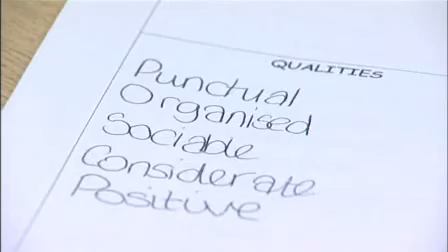 QUALITIES
Punctual
Organised
Sociable
Considerate
Positive